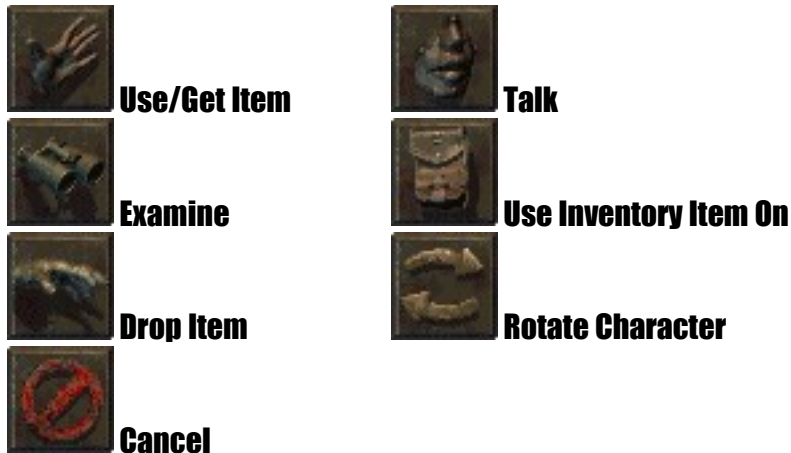 Use/Get Item
Talk
Examine
Use Inventory Item On
Drop Item
Rotate Character
Cancel